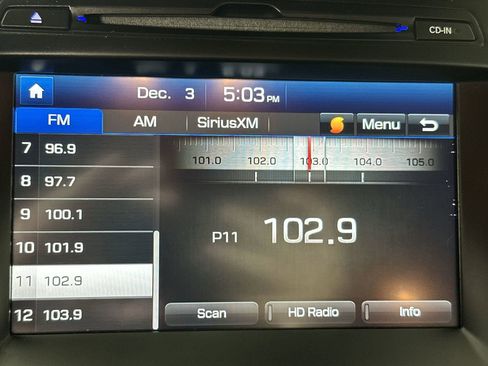 CD-IN
Dec. 3 5:03 PM
FM AM SiriusXM Menu
7 96.9
8 97.7
9 100.1
10 101.9
11 102.9
12 103.9
101.0 102.0 103.0 104.0 105.0
P11 102.9
Scan HD Radio Info